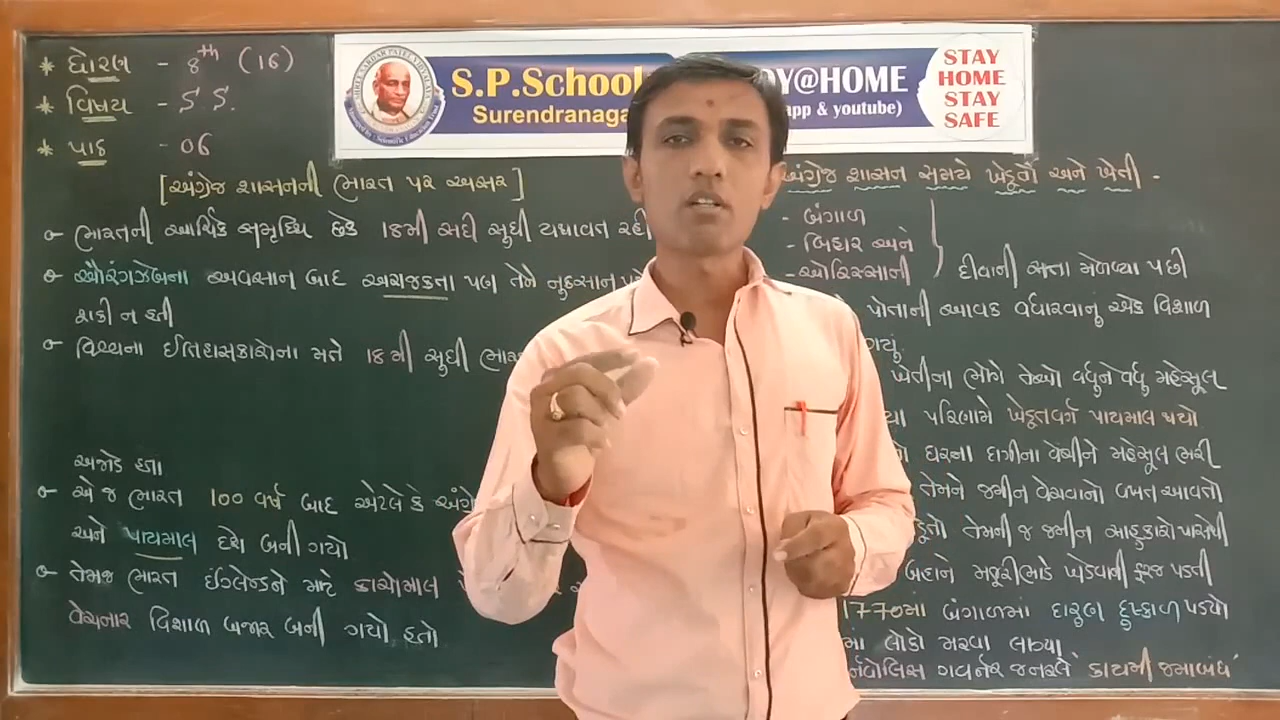 * ધોરણ - 8th (16)
* વિષય - S.S.
* પાઠ - 06
S.P.School
Surendranaga
Y@HOME
app & youtube)
STAY
HOME
STAY
SAFE
[અંગ્રેજ શાસનની ભારત પર અસર]
ભારતની આર્થિક સમૃધ્ધિ છેક 18મી સદી સુધી યથાવત રહી
ઔરંગઝેબના અવસાન બાદ અરાજકતા પણ તેને નુકસાન
શકી ન હતી
વિશ્વના ઈતિહાસકારોના મતે 18મી સુધી ભાર
અજોડ હતા
એ જ ભારત 100 વર્ષ બાદ એટલે કે અંગ્રે
અને પાયમાલ દેશ બની ગયો
તેમજ ભારત ઈંગ્લેન્ડને માટે કાચોમાલ
વેચનાર વિશાળ બજાર બની ગયો હતો
અંગ્રેજ શાસન સમયે ખેડૂતો અને ખેતી -
- બંગાળ
- બિહાર અને
- ઓરિસ્સાની
દીવાની સત્તા મેળવ્યા પછી
પોતાની આવક વધારવાનું એક વિશાળ
ગયું
ખેતીના ભોગે તેઓ વધુને વધુ મહેસૂલ
યા પરિણામે ખેડૂતવર્ગ પાયમાલ થયો
ઘરના દાગીના વેચીને મહેસૂલ ભરી
તેમને જમીન વેચવાનો વખત આવતો
ડૂતો તેમની જ જમીન શાહુકારો પાસેથી
બહાને મજૂરીભાડે ખેડવાની ફરજ પડતી
1770માં બંગાળમાં દારુણ દુષ્કાળ પડયો
માં લોકો મરવા લાગ્યા
ર્નવોલિસ ગવર્નર જનરલે 'કાયમી જમાબંધ